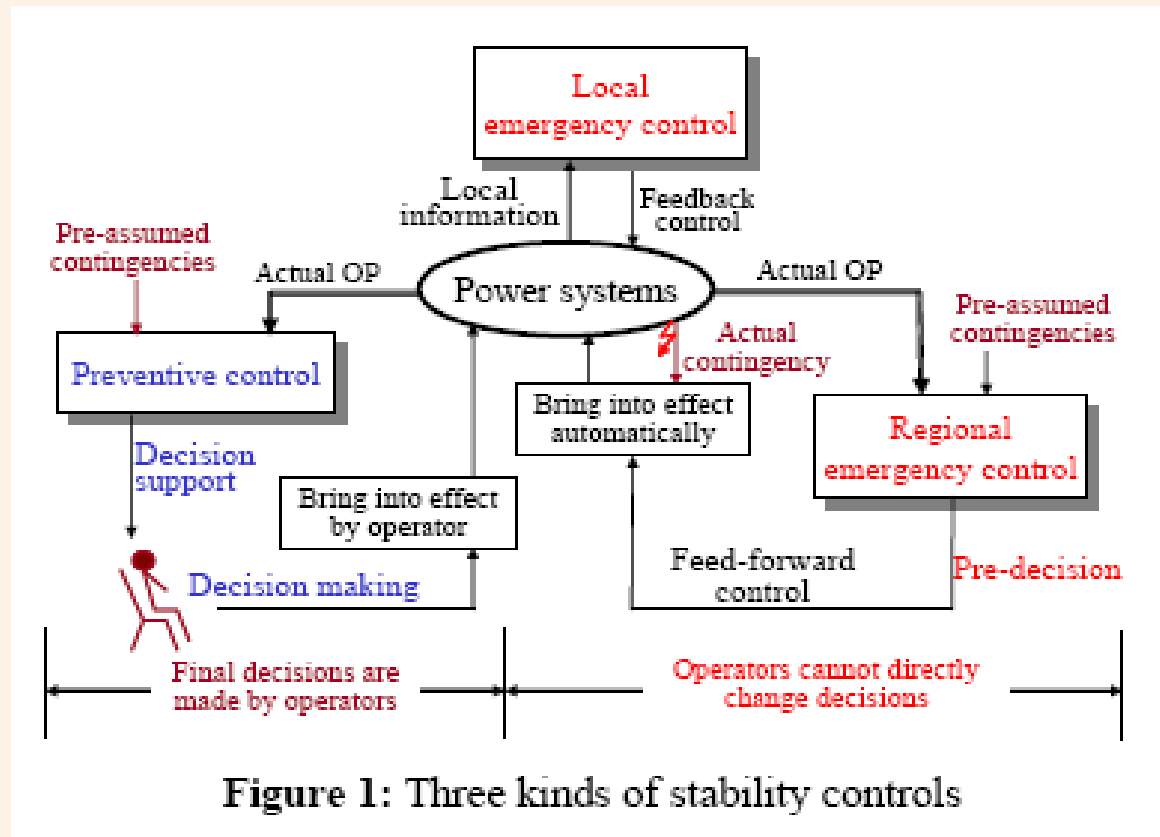 Local
emergency control
Local
information
Feedback
control
Pre-assumed
contingencies
Actual OP
Power systems
Actual OP
Pre-assumed
contingencies
Preventive control
Actual
contingency
Bring into effect
automatically
Regional
emergency control
Decision
support
Bring into effect
by operator
Decision making
Feed-forward
control
Pre-decision
Final decisions are
made by operators
Operators cannot directly
change decisions
Figure 1: Three kinds of stability controls